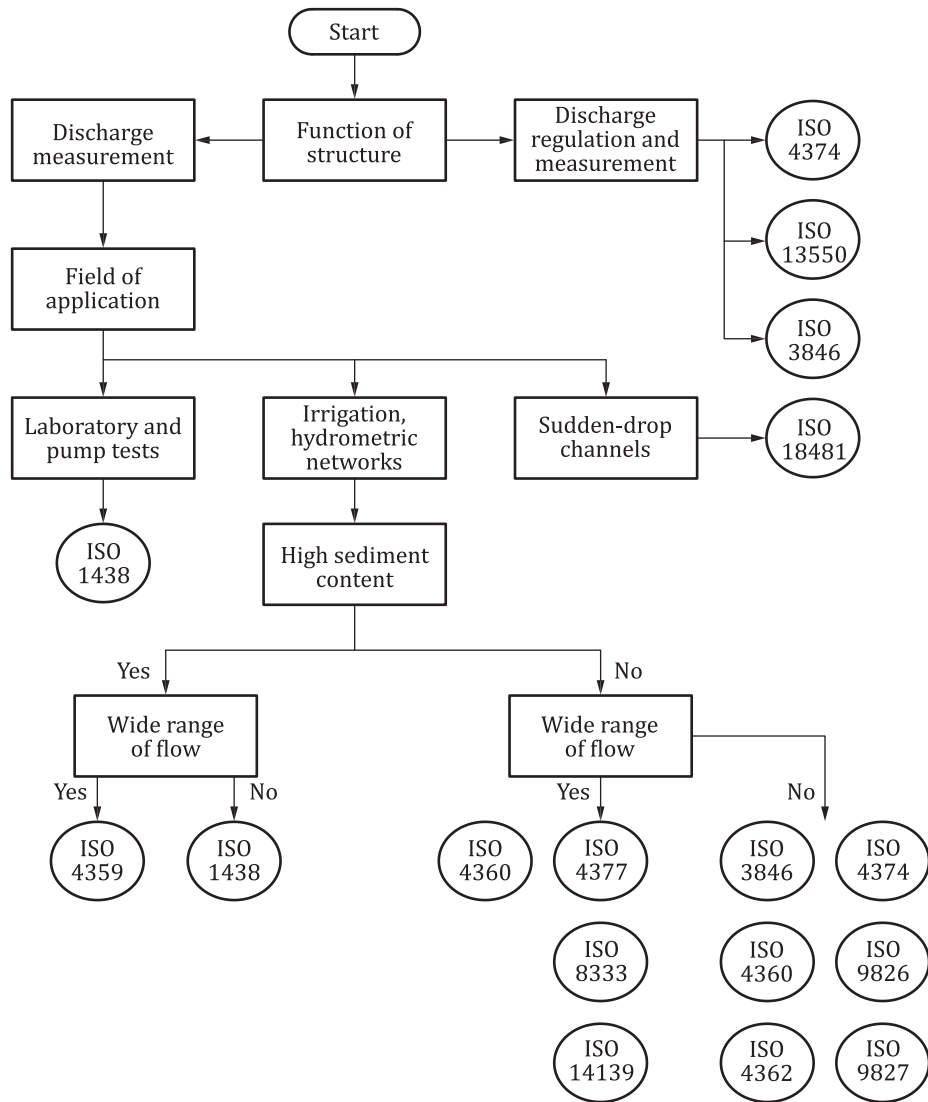 Start
Discharge
measurement
Function of
structure
Discharge
regulation and
measurement
ISO
4374
ISO
13550
Field of
application
ISO
3846
Laboratory and
pump tests
Irrigation,
hydrometric
networks
Sudden-drop
channels
ISO
18481
ISO
1438
High sediment
content
Yes
No
Wide range
of flow
Wide range
of flow
Yes
No
Yes
No
ISO
4359
ISO
1438
ISO
4360
ISO
4377
ISO
3846
ISO
4374
ISO
8333
ISO
4360
ISO
9826
ISO
14139
ISO
4362
ISO
9827